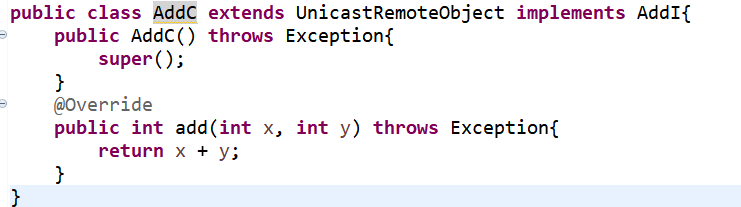 public class AddC extends UnicastRemoteObject implements AddI{
    public AddC() throws Exception{
        super();
    }
    @Override
    public int add(int x, int y) throws Exception{
        return x + y;
    }
}